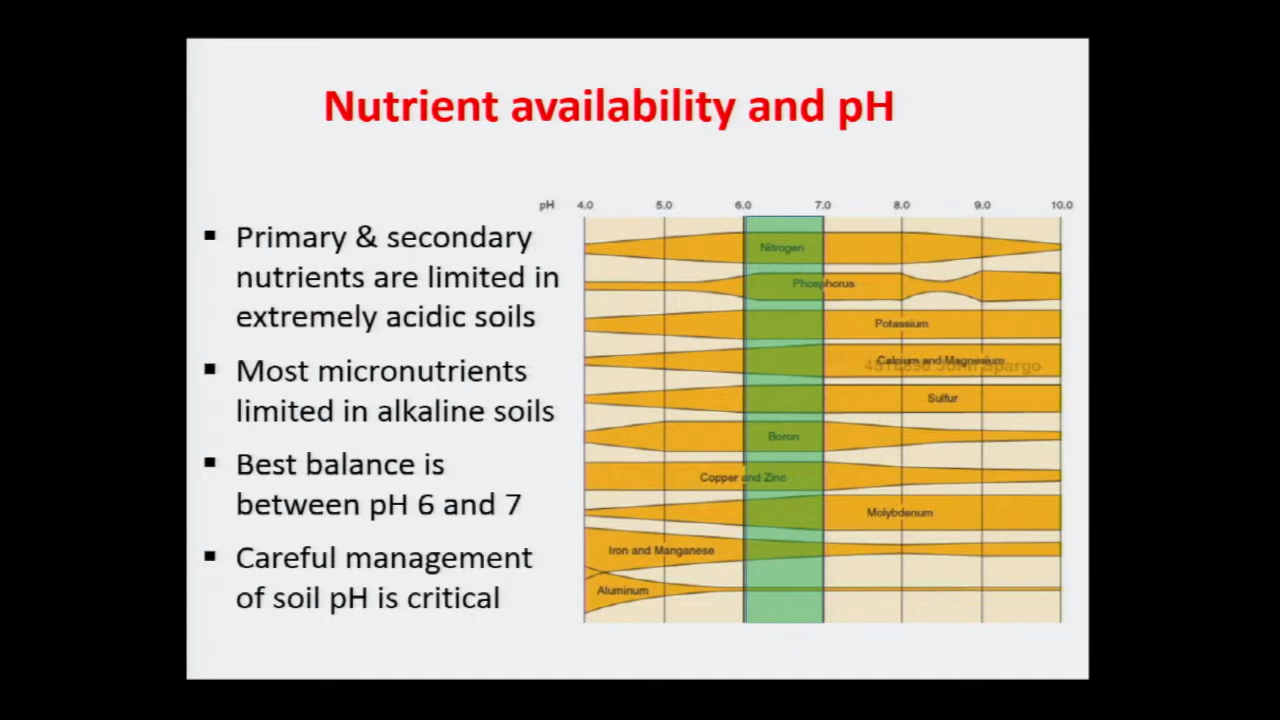 Nutrient availability and pH
▪ Primary & secondary
nutrients are limited in
extremely acidic soils
▪ Most micronutrients
limited in alkaline soils
▪ Best balance is
between pH 6 and 7
▪ Careful management
of soil pH is critical
pH 4.0 5.0 6.0 7.0 8.0 9.0 10.0
Nitrogen
Phosphorus
Potassium
Calcium and Magnesium
John Spargo
Sulfur
Boron
Copper and Zinc
Molybdenum
Iron and Manganese
Aluminum